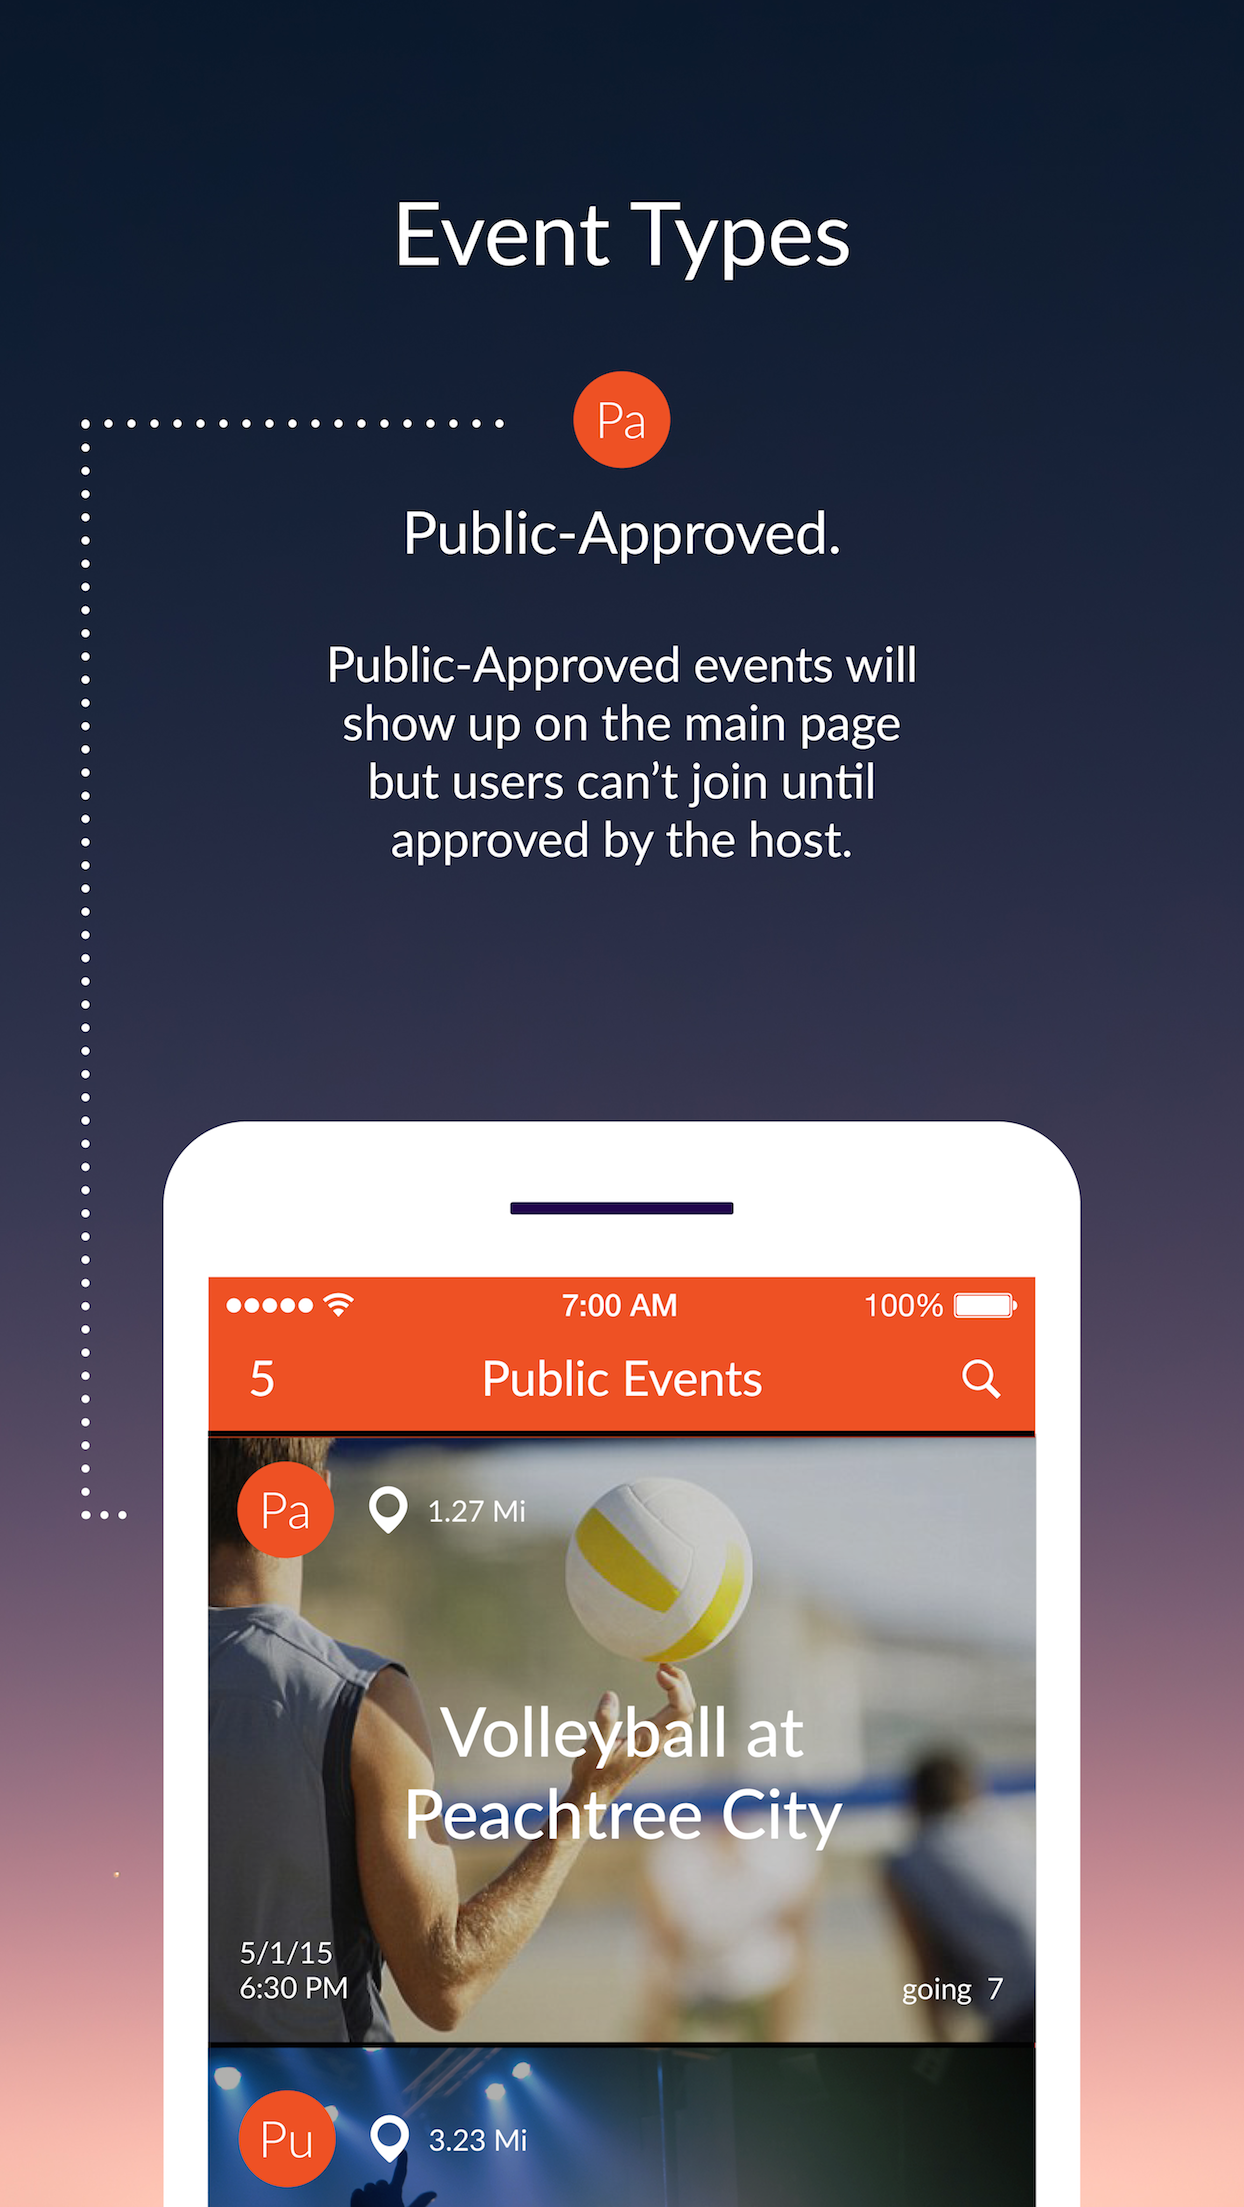 Event Types
Pa
Public-Approved.
Public-Approved events will
show up on the main page
but users can't join until
approved by the host.
7:00 AM
100%
5
Public Events
Pa
1.27 Mi
Volleyball at
Peachtree City
5/1/15
6:30 PM
going 7
Pu
3.23 Mi